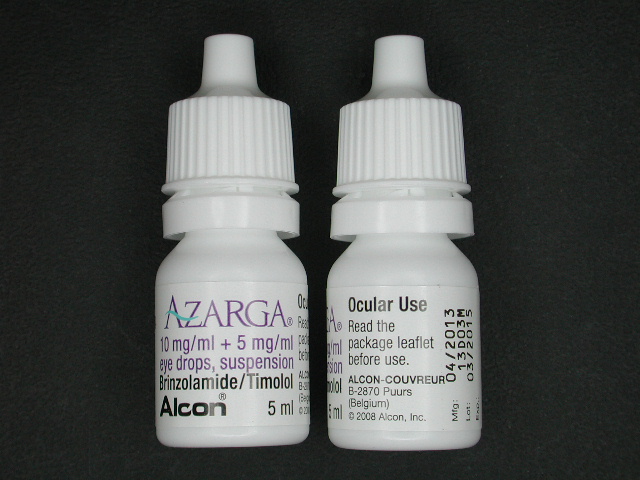 AZARGA®
10 mg/ml + 5 mg/ml
eye drops, suspension
Brinzolamide/Timolol
Alcon®
5 ml
Ocular Use
Read the
package leaflet
before use.
ALCON-COUVREUR
B-2870 Puurs
(Belgium)
© 2008 Alcon, Inc.
Mfg: 04/2013
Lot: 13D03M
Exp.: 03/2015